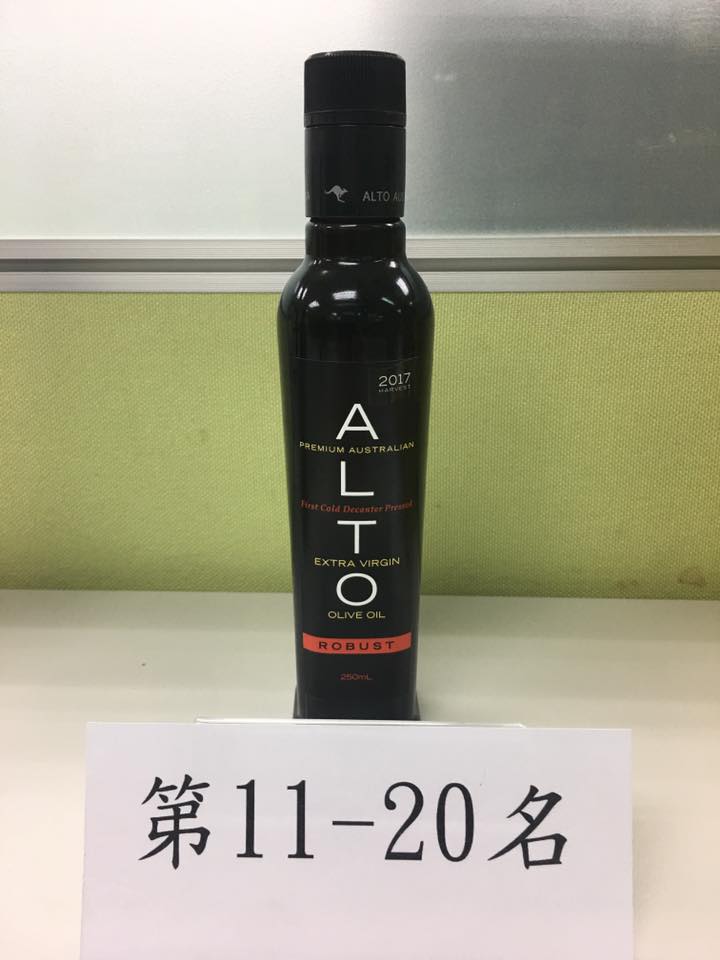 ALTO AU
2017
HARVEST
A
PREMIUM AUSTRALIAN
L
First Cold Decanter Pressed
T
EXTRA VIRGIN
O
OLIVE OIL
ROBUST
250mL
第11-20名